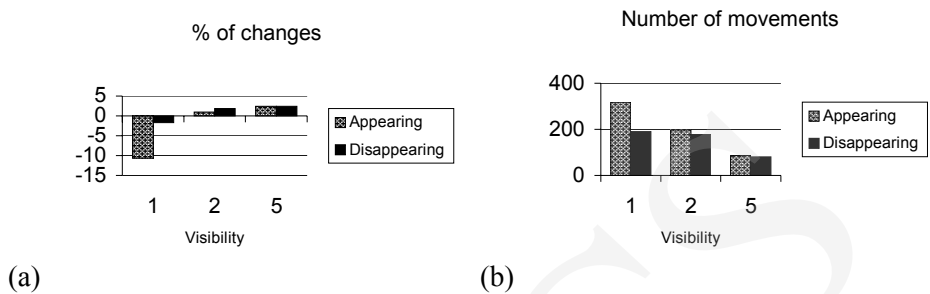 % of changes
5
0
-5
-10
-15
1 2 5
Visibility
Appearing
Disappearing
(a)
Number of movements
400
200
0
1 2 5
Visibility
Appearing
Disappearing
(b)